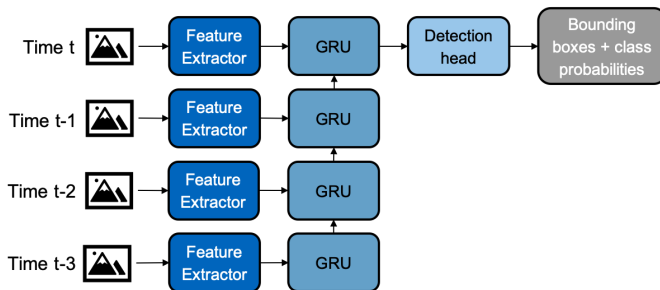 Time t
Feature
Extractor
GRU
Detection
head
Bounding
boxes + class
probabilities
Time t-1
Feature
Extractor
GRU
Time t-2
Feature
Extractor
GRU
Time t-3
Feature
Extractor
GRU